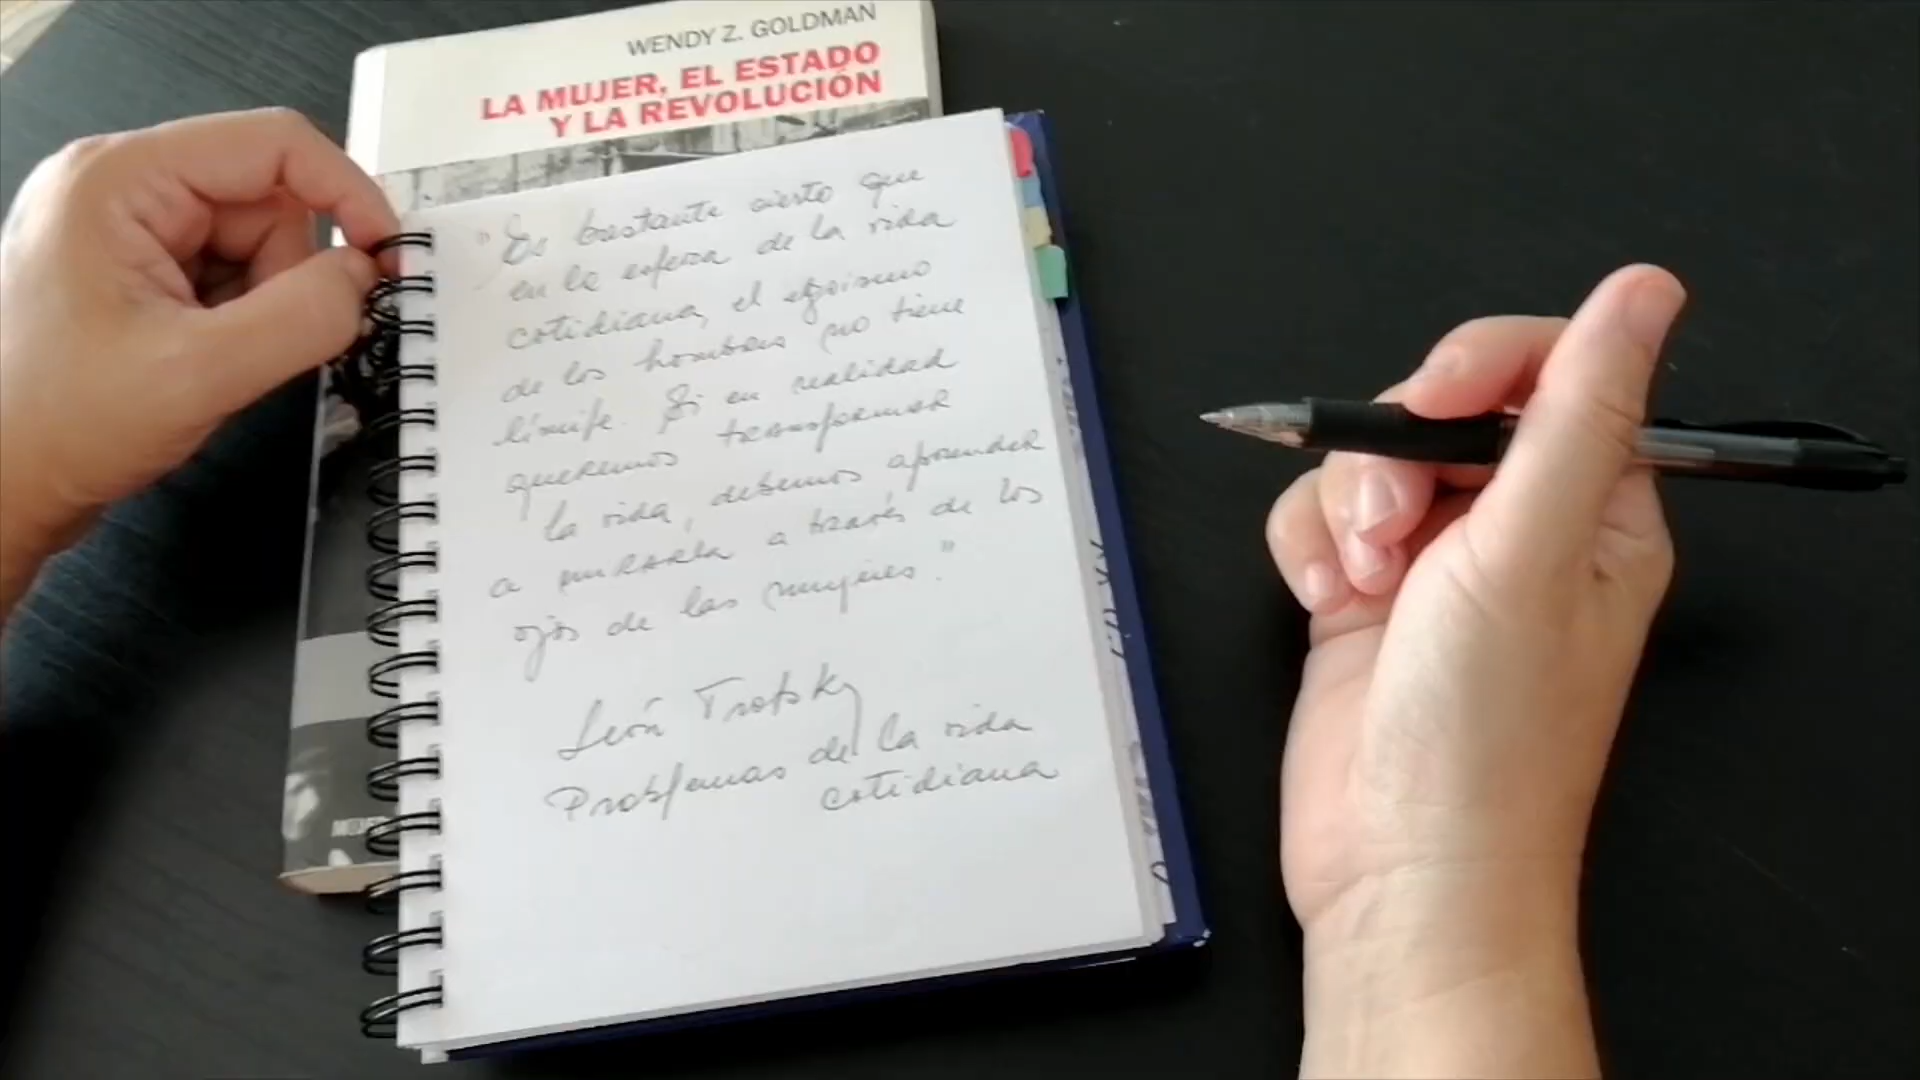 WENDY Z. GOLDMAN
LA MUJER, EL ESTADO
Y LA REVOLUCIÓN
"Es bastante cierto que
en la esfera de la vida
cotidiana, el egoismo
de los hombres no tiene
límite. Si en realidad
queremos transformar
la vida, debemos aprender
a mirarla a través de los
ojos de las mujeres."
León Trotsky
Problemas de la vida
cotidiana